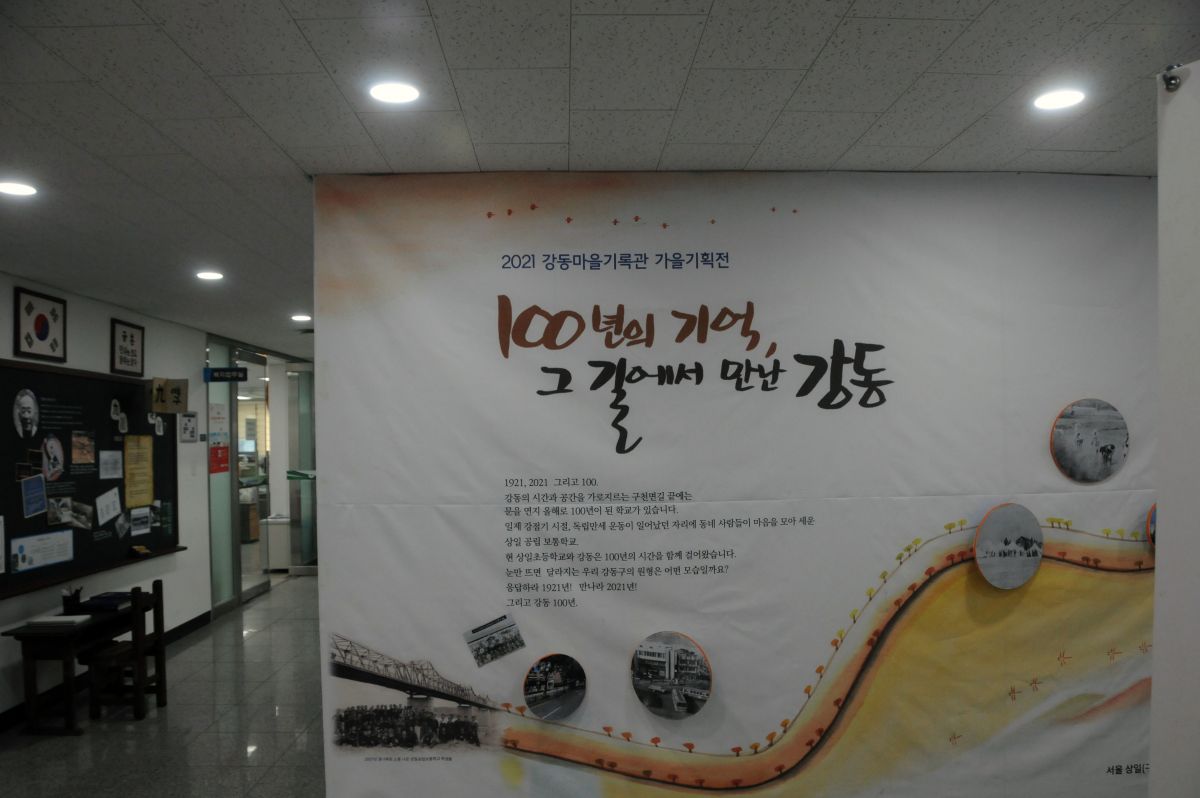 2021 강동마을기록관 가을기획전
100년의 기억,
그 길에서 만난 강동
1921, 2021 그리고 100.
강동의 시간과 공간을 가로지르는 구천면길 끝에는
문을 연지 올해로 100년이 된 학교가 있습니다.
일제 강점기 시절, 독립만세 운동이 일어났던 자리에 동네 사람들이 마음을 모아 세운
상일 공립 보통학교.
현 상일초등학교와 강동은 100년의 시간을 함께 걸어왔습니다.
눈만 뜨면 달라지는 우리 강동구의 원형은 어떤 모습일까요?
응답하라 1921년! 만나라 2021년!
그리고 강동 100년.
서울 상일(구